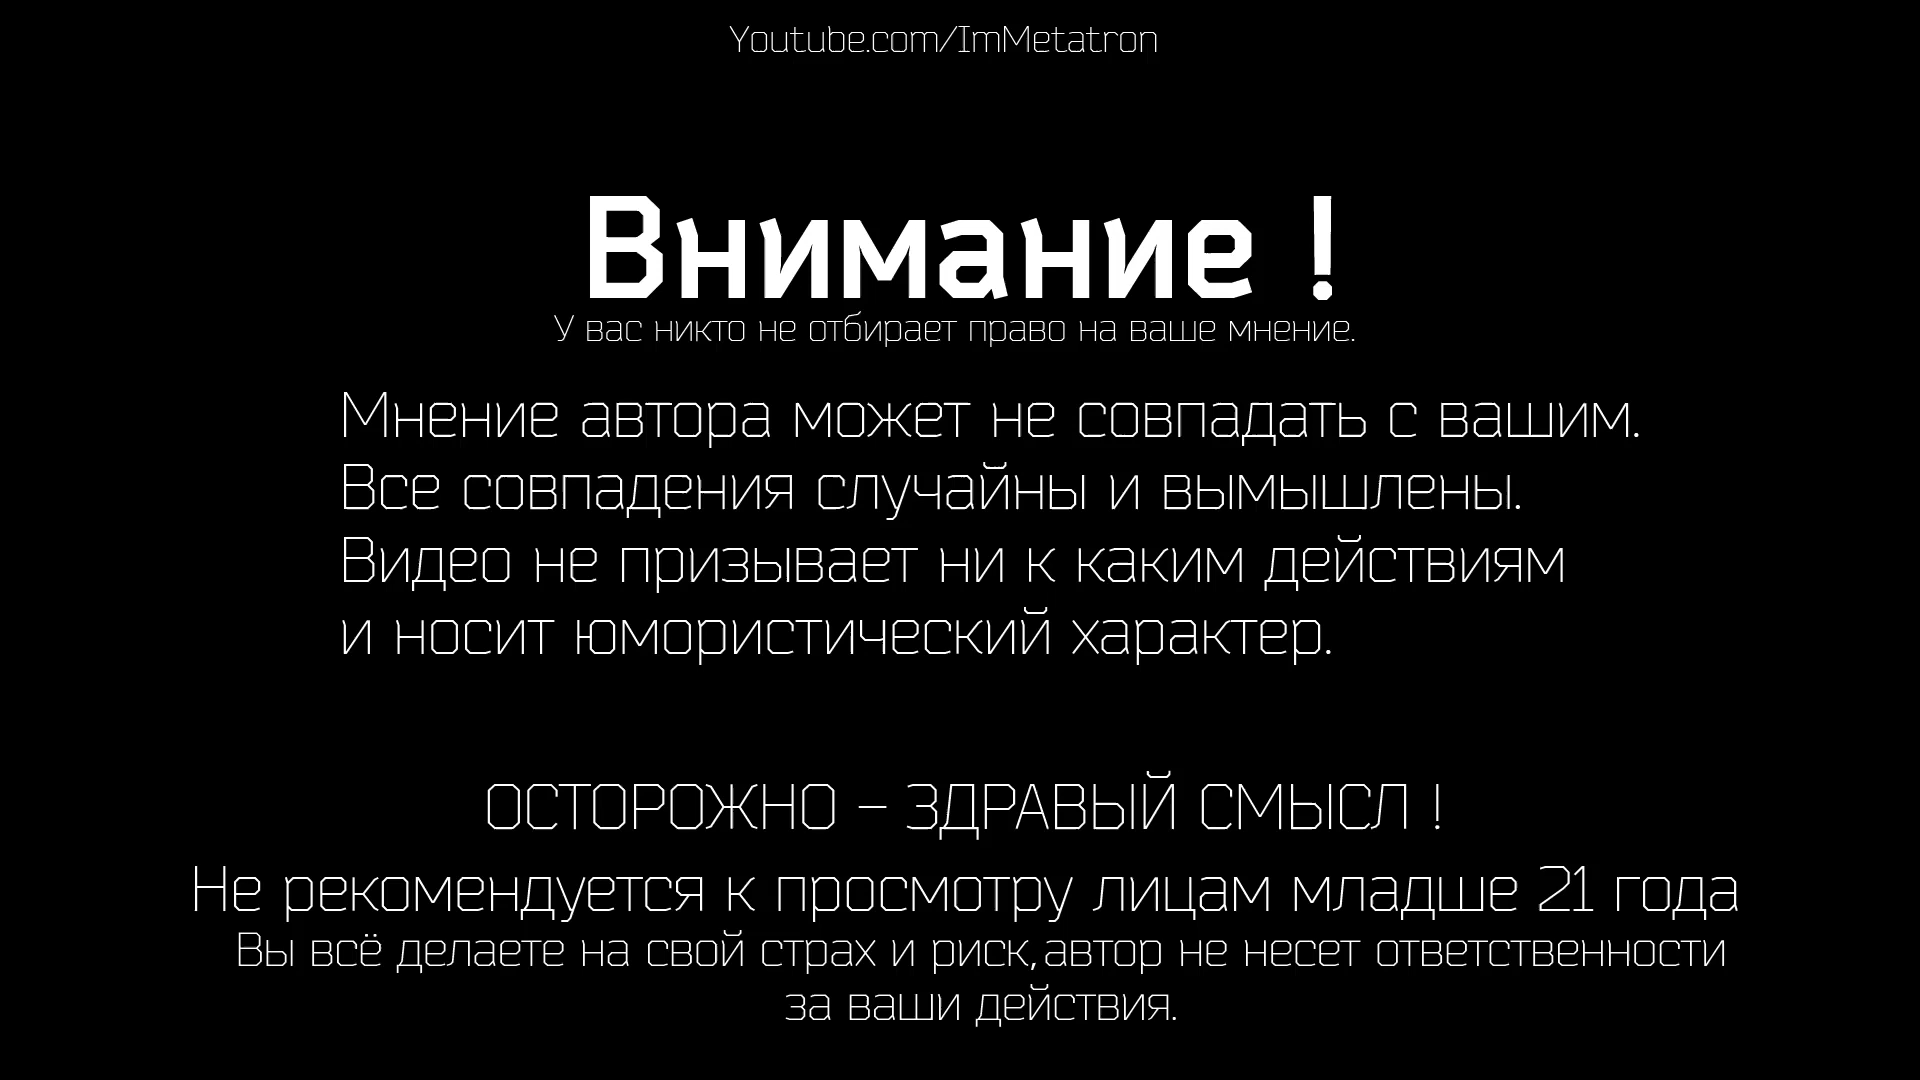 Youtube.com/ImMetatron
Внимание !
У вас никто не отбирает право на ваше мнение.
Мнение автора может не совпадать с вашим.
Все совпадения случайны и вымышлены.
Видео не призывает ни к каким действиям
и носит юмористический характер.
ОСТОРОЖНО – ЗДРАВЫЙ СМЫСЛ !
Не рекомендуется к просмотру лицам младше 21 года
Вы всё делаете на свой страх и риск,автор не несет ответственности
за ваши действия.